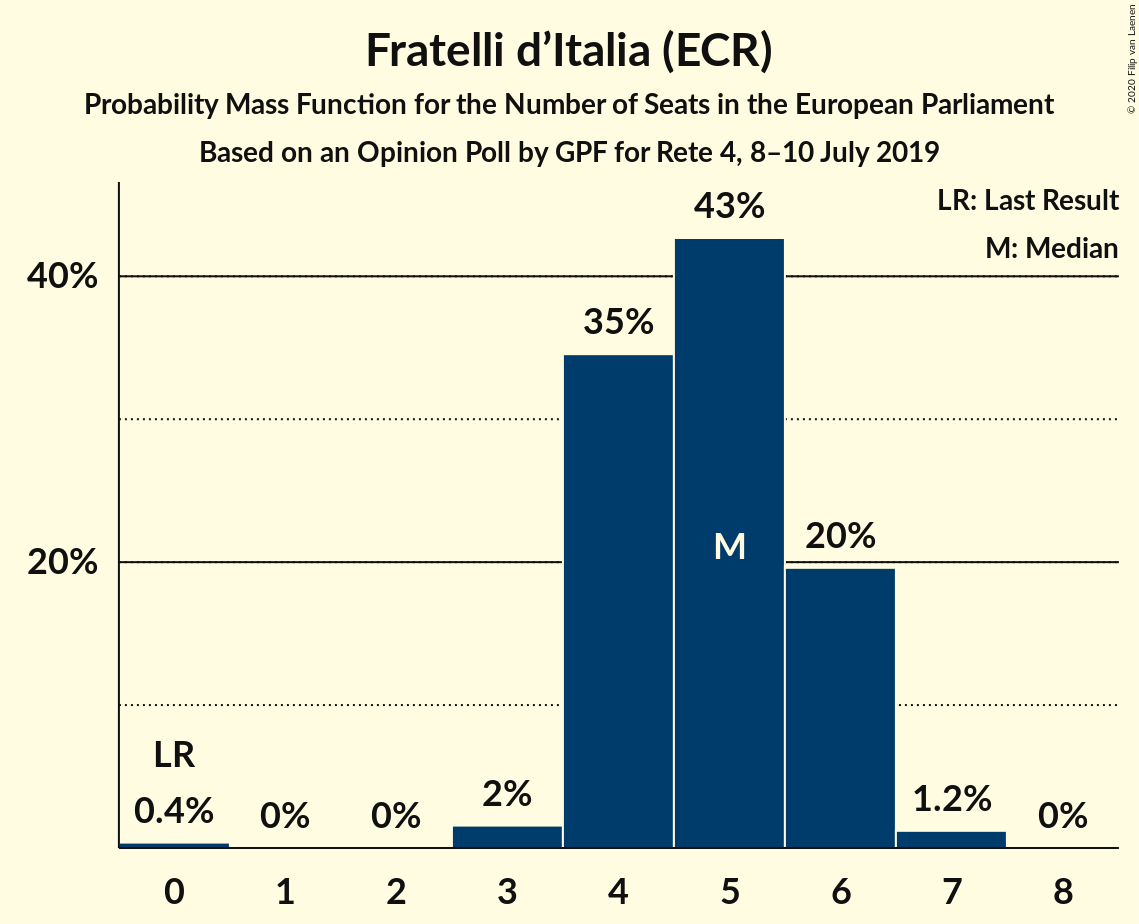 Fratelli d’Italia (ECR)
Probability Mass Function for the Number of Seats in the European Parliament
Based on an Opinion Poll by GPF for Rete 4, 8–10 July 2019
© 2020 Filip van Laenen
LR: Last Result
M: Median
43%
40%
35%
20%
20%
M
LR
0.4%
0%
0%
2%
1.2%
0%
0 1 2 3 4 5 6 7 8